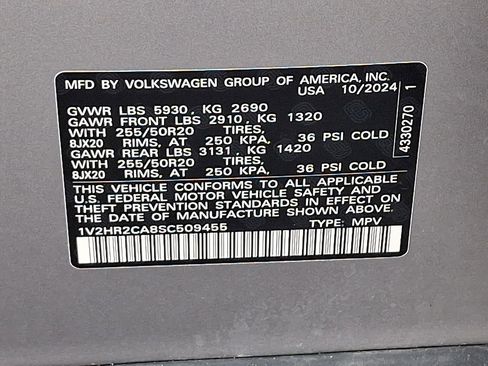 MFD BY VOLKSWAGEN GROUP OF AMERICA, INC.
USA 10/2024
GVWR LBS 5930, KG 2690
GAWR FRONT LBS 2910, KG 1320
WITH 255/50R20 TIRES,
8JX20 RIMS, AT 250 KPA, 36 PSI COLD
GAWR REAR LBS 3131, KG 1420
WITH 255/50R20 TIRES,
8JX20 RIMS, AT 250 KPA, 36 PSI COLD
THIS VEHICLE CONFORMS TO ALL APPLICABLE
U.S. FEDERAL MOTOR VEHICLE SAFETY AND
THEFT PREVENTION STANDARDS IN EFFECT ON
THE DATE OF MANUFACTURE SHOWN ABOVE.
1V2HR2CA8SC509455 TYPE: MPV
4330270 1